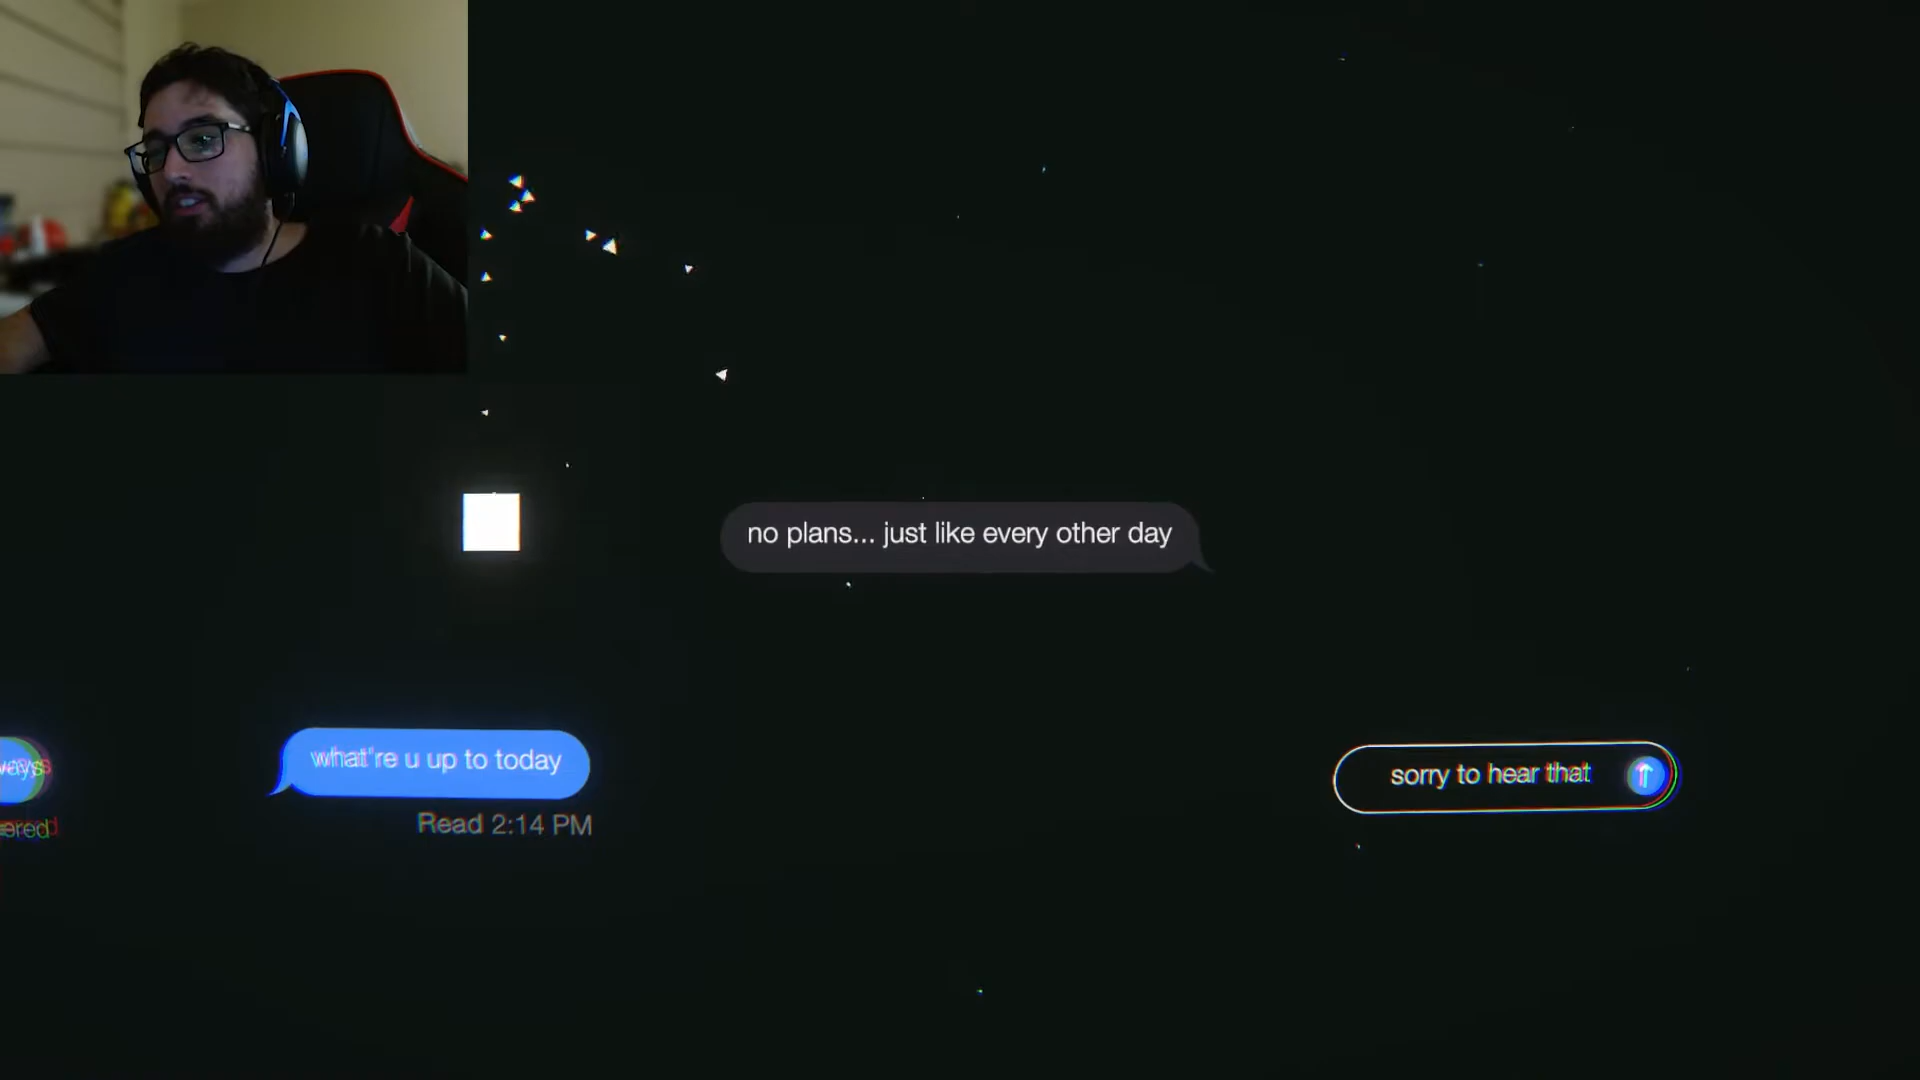 no plans... just like every other day
what're u up to today
Read 2:14 PM
sorry to hear that